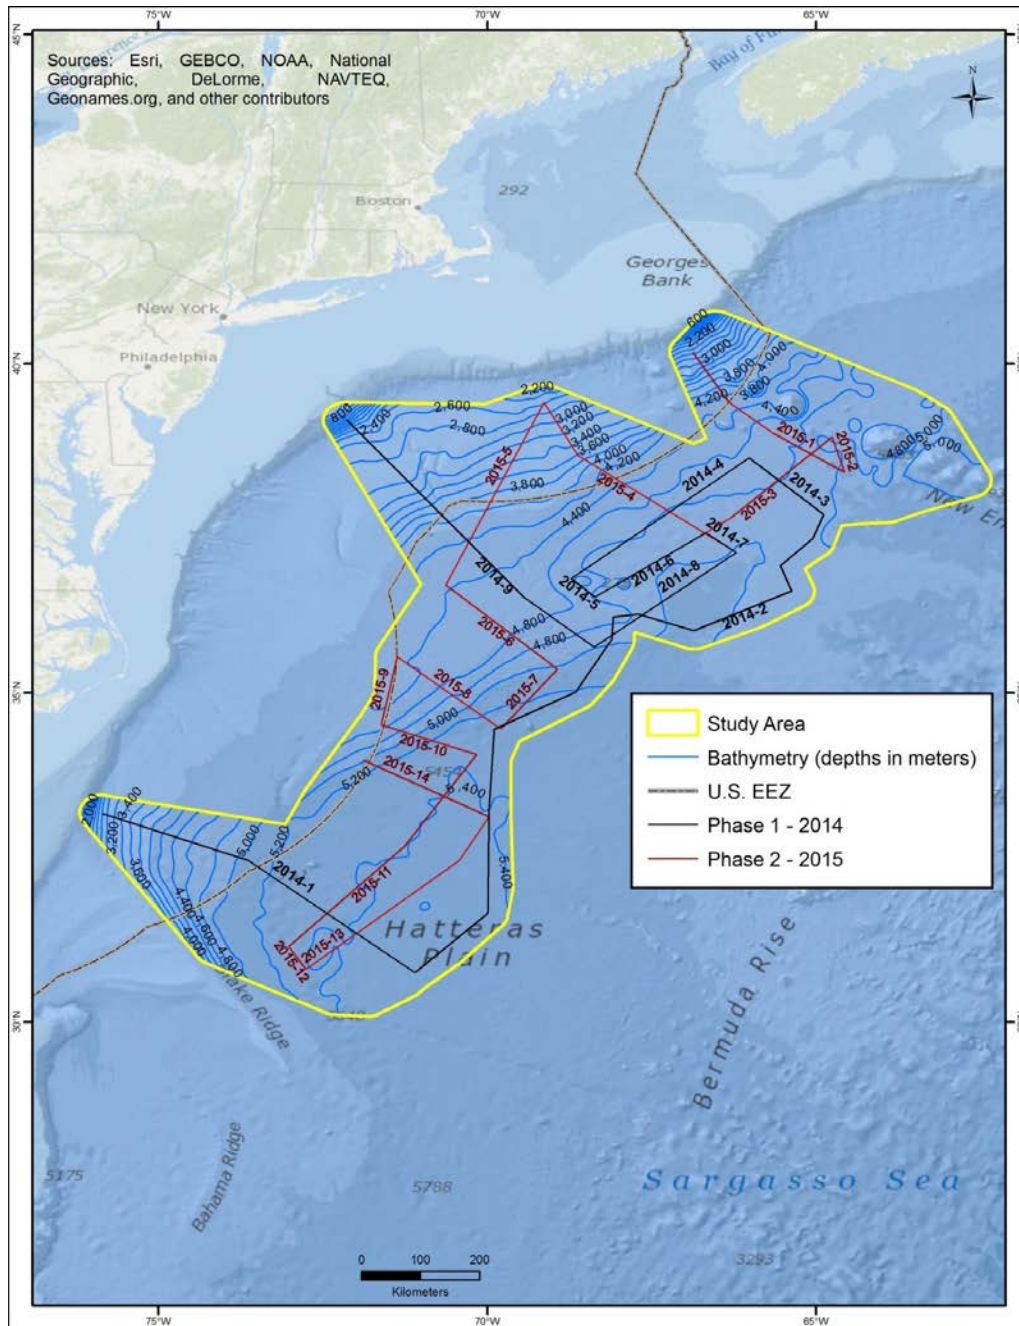 75°W
70°W
65°W
45°N
Sources: Esri, GEBCO, NOAA, National
Geographic, DeLorme, NAVTEQ,
Geonames.org, and other contributors
N
292
Boston
Georges
Bank
New York
Philadelphia
40°N
600
2,200
3,000
3,800
4,000
3,800
4,200
4,400
2015-1
2015-2
4,800
5,000
800
2,400
2,600
2,800
2,200
3,000
3,200
3,400
3,600
4,000
4,200
3,800
4,400
2015-5
2015-4
2014-4
2014-3
2015-3
2014-7
2014-6
2014-8
2014-5
2014-9
2014-2
4,800
4,800
2015-6
2015-7
2015-8
2015-9
35°N
5,000
2015-10
2015-14
5,200
5,400
5,400
2,000
3,400
3,200
3,600
4,400
4,600
4,000
4,800
5,000
5,200
2014-1
2015-11
2015-12
2015-13
Hatteras
Plain
Study Area
Bathymetry (depths in meters)
U.S. EEZ
Phase 1 - 2014
Phase 2 - 2015
30°N
Ridge
Bermuda Rise
Bahama Ridge
5175
5788
Sargasso Sea
3293
0 100 200
Kilometers
75°W
70°W
65°W